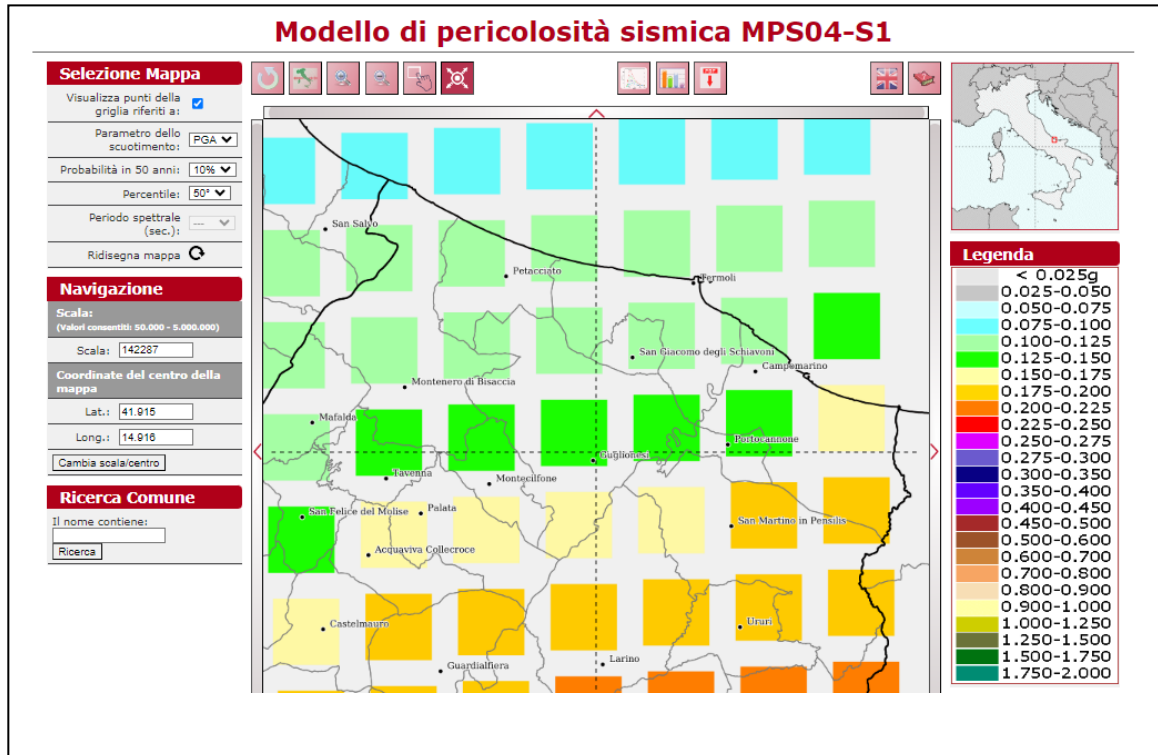 Modello di pericolosità sismica MPS04-S1
Selezione Mappa
Visualizza punti della
griglia riferiti a:
Parametro dello
scuotimento: PGA
Probabilità in 50 anni: 10%
Percentile: 50°
Periodo spettrale
(sec.): ---
Ridisegna mappa
Navigazione
Scala:
(Valori consentiti: 50.000 - 5.000.000)
Scala: 142287
Coordinate del centro della
mappa
Lat.: 41.915
Long.: 14.916
Cambia scala/centro
Ricerca Comune
Il nome contiene:
Ricerca
PDF
San Salvo
Petacciato
Termoli
San Giacomo degli Schiavoni
Campomarino
Montenero di Bisaccia
Mafalda
Portocannone
Guglionesi
Tavenna
Montecilfone
San Felice del Molise
Palata
San Martino in Pensilis
Acquaviva Collecroce
Castelmauro
Ururi
Guardialfiera
Larino
Legenda
< 0.025g
0.025-0.050
0.050-0.075
0.075-0.100
0.100-0.125
0.125-0.150
0.150-0.175
0.175-0.200
0.200-0.225
0.225-0.250
0.250-0.275
0.275-0.300
0.300-0.350
0.350-0.400
0.400-0.450
0.450-0.500
0.500-0.600
0.600-0.700
0.700-0.800
0.800-0.900
0.900-1.000
1.000-1.250
1.250-1.500
1.500-1.750
1.750-2.000